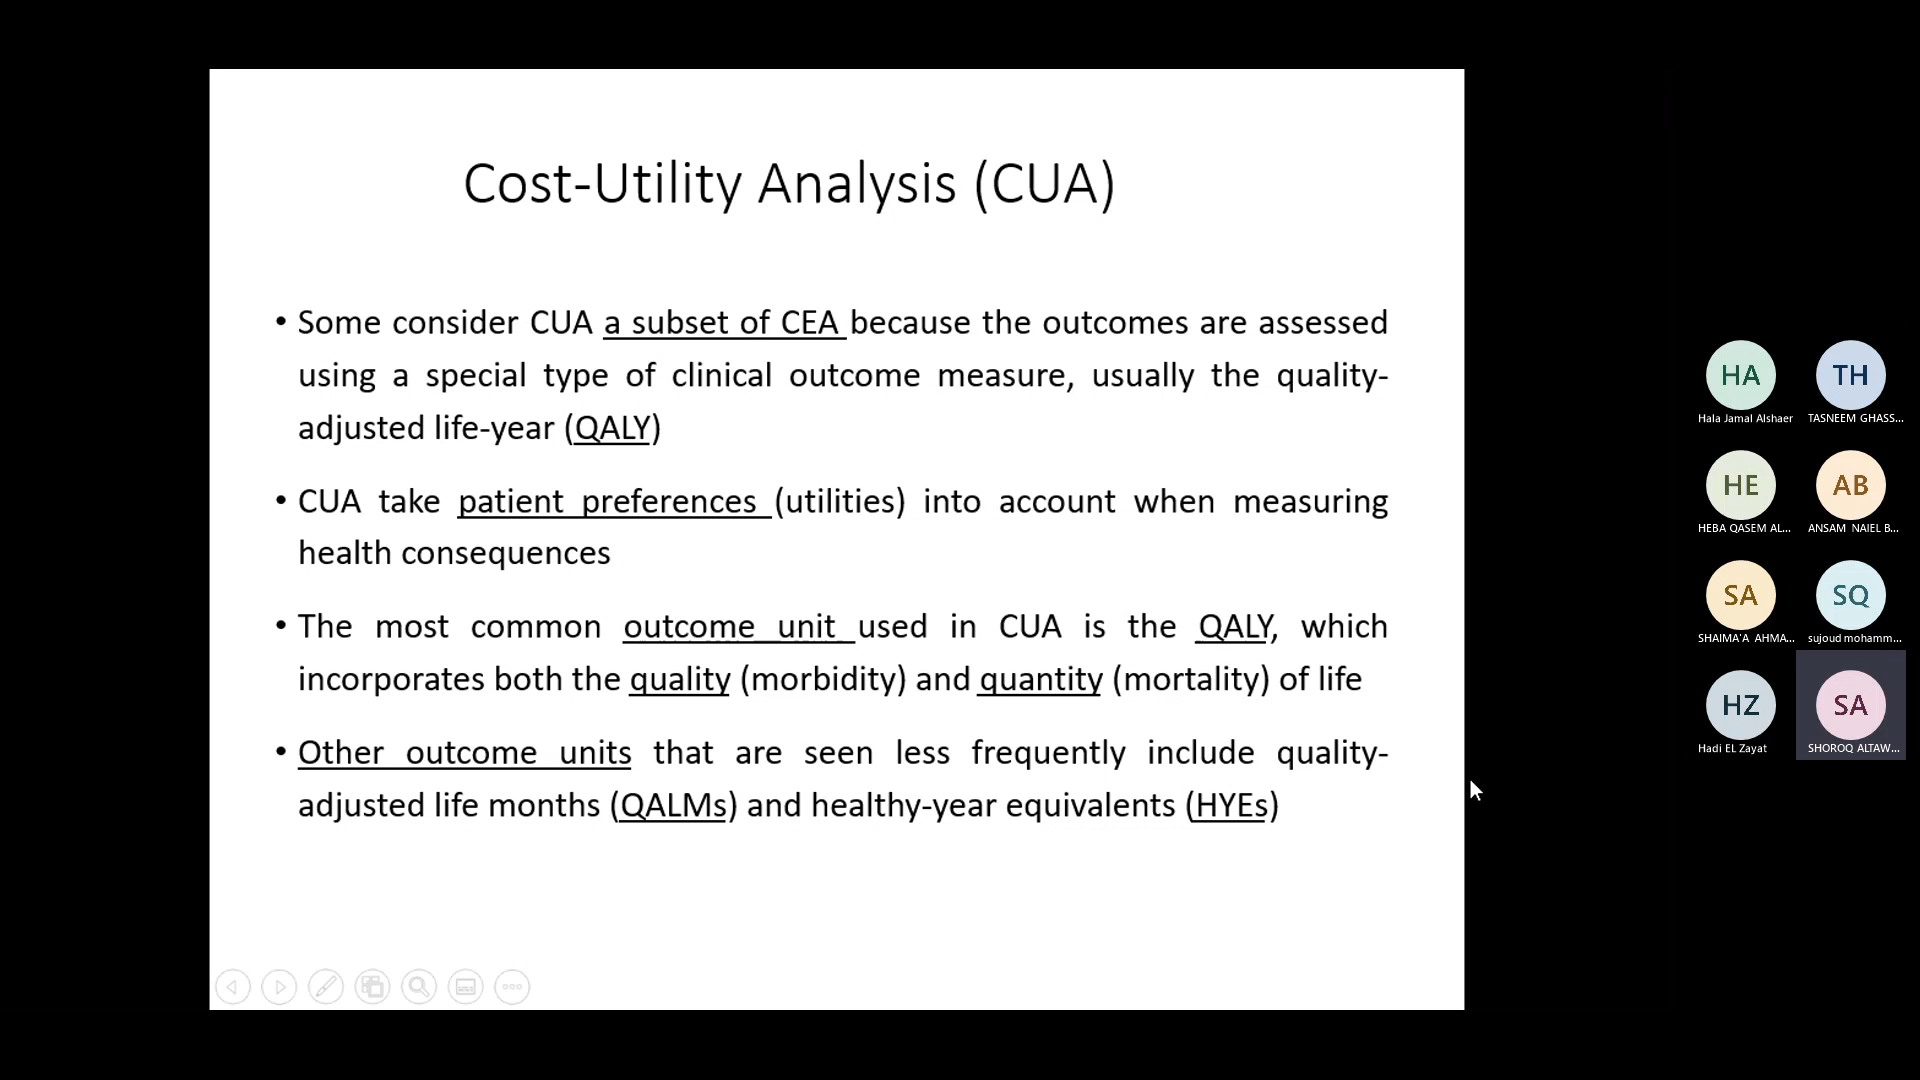 Cost-Utility Analysis (CUA)
• Some consider CUA a subset of CEA because the outcomes are assessed
using a special type of clinical outcome measure, usually the quality-
adjusted life-year (QALY)
• CUA take patient preferences (utilities) into account when measuring
health consequences
• The most common outcome unit used in CUA is the QALY, which
incorporates both the quality (morbidity) and quantity (mortality) of life
• Other outcome units that are seen less frequently include quality-
adjusted life months (QALMs) and healthy-year equivalents (HYEs)
HA TH
Hala Jamal Alshaer TASNEEM GHASS...
HE AB
HEBA QASEM AL... ANSAM NAIEL B...
SA SQ
SHAIMA'A AHMA... sujoud mohamm...
HZ SA
Hadi EL Zayat SHOROQ ALTAW...